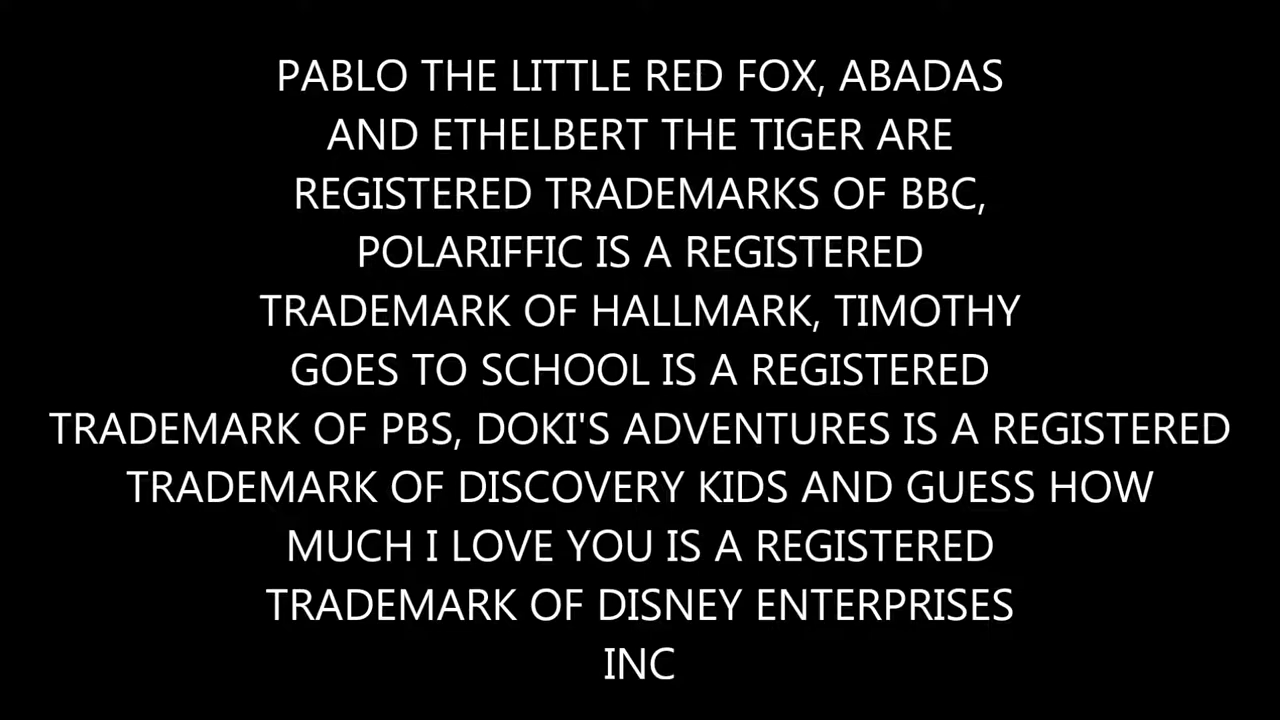 PABLO THE LITTLE RED FOX, ABADAS
AND ETHELBERT THE TIGER ARE
REGISTERED TRADEMARKS OF BBC,
POLARIFFIC IS A REGISTERED
TRADEMARK OF HALLMARK, TIMOTHY
GOES TO SCHOOL IS A REGISTERED
TRADEMARK OF PBS, DOKI'S ADVENTURES IS A REGISTERED
TRADEMARK OF DISCOVERY KIDS AND GUESS HOW
MUCH I LOVE YOU IS A REGISTERED
TRADEMARK OF DISNEY ENTERPRISES
INC